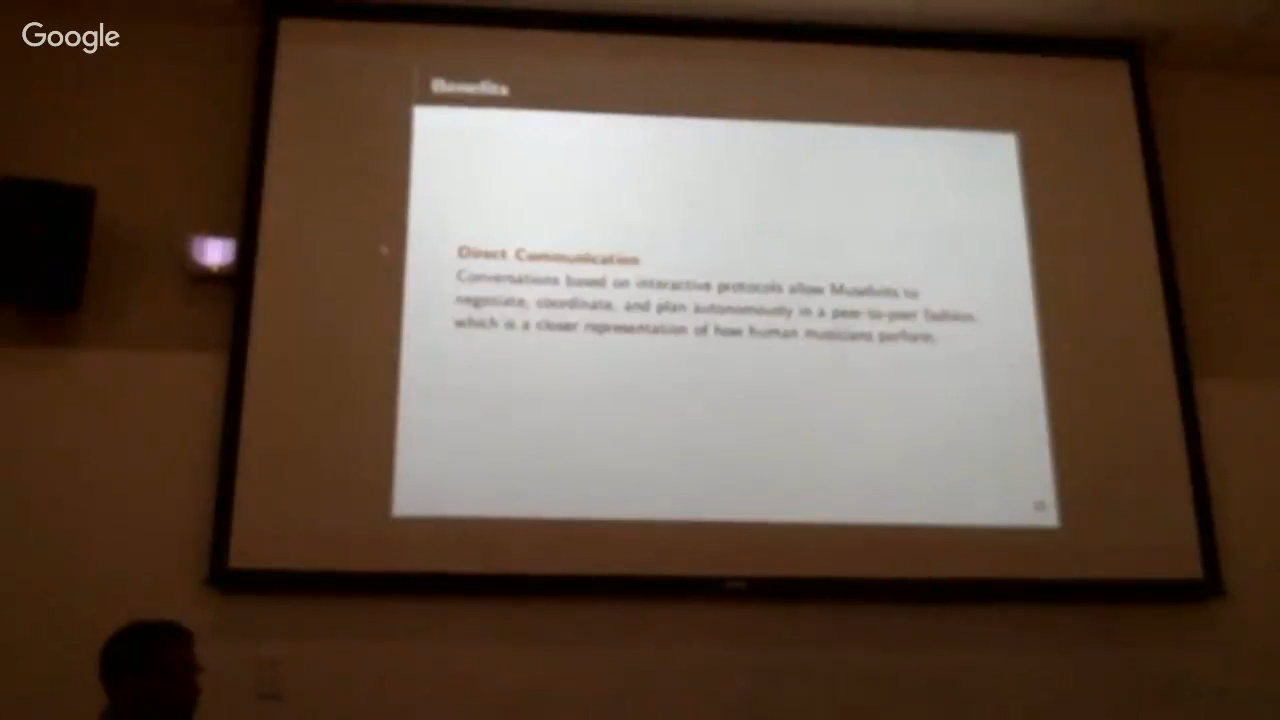 Google
Benefits
Direct Communication
Conversations based on interactive protocols allow Musebots to
negotiate, coordinate, and plan autonomously in a peer-to-peer fashion,
which is a closer representation of how human musicians perform.